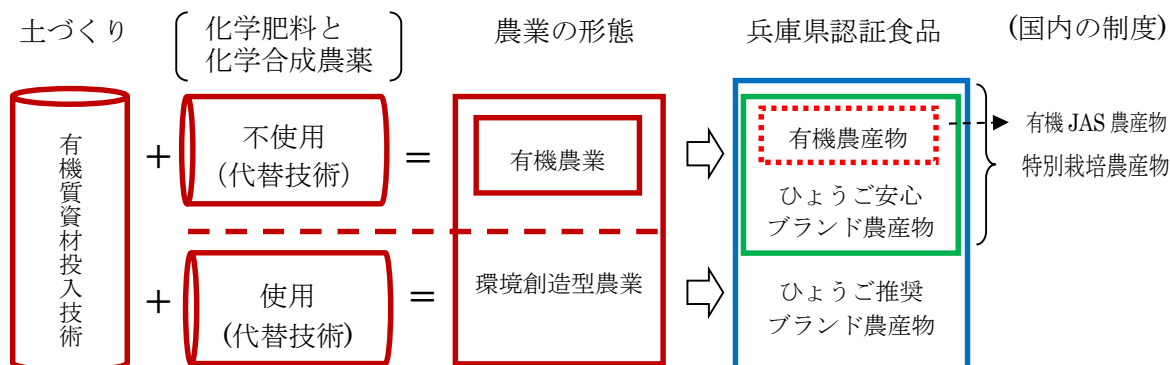 土づくり
化学肥料と
化学合成農薬
農業の形態
兵庫県認証食品
(国内の制度)
有機質資材投入技術
+
不使用
(代替技術)
=
有機農業
有機農産物
有機 JAS 農産物
特別栽培農産物
ひょうご安心
ブランド農産物
+
使用
(代替技術)
=
環境創造型農業
ひょうご推奨
ブランド農産物